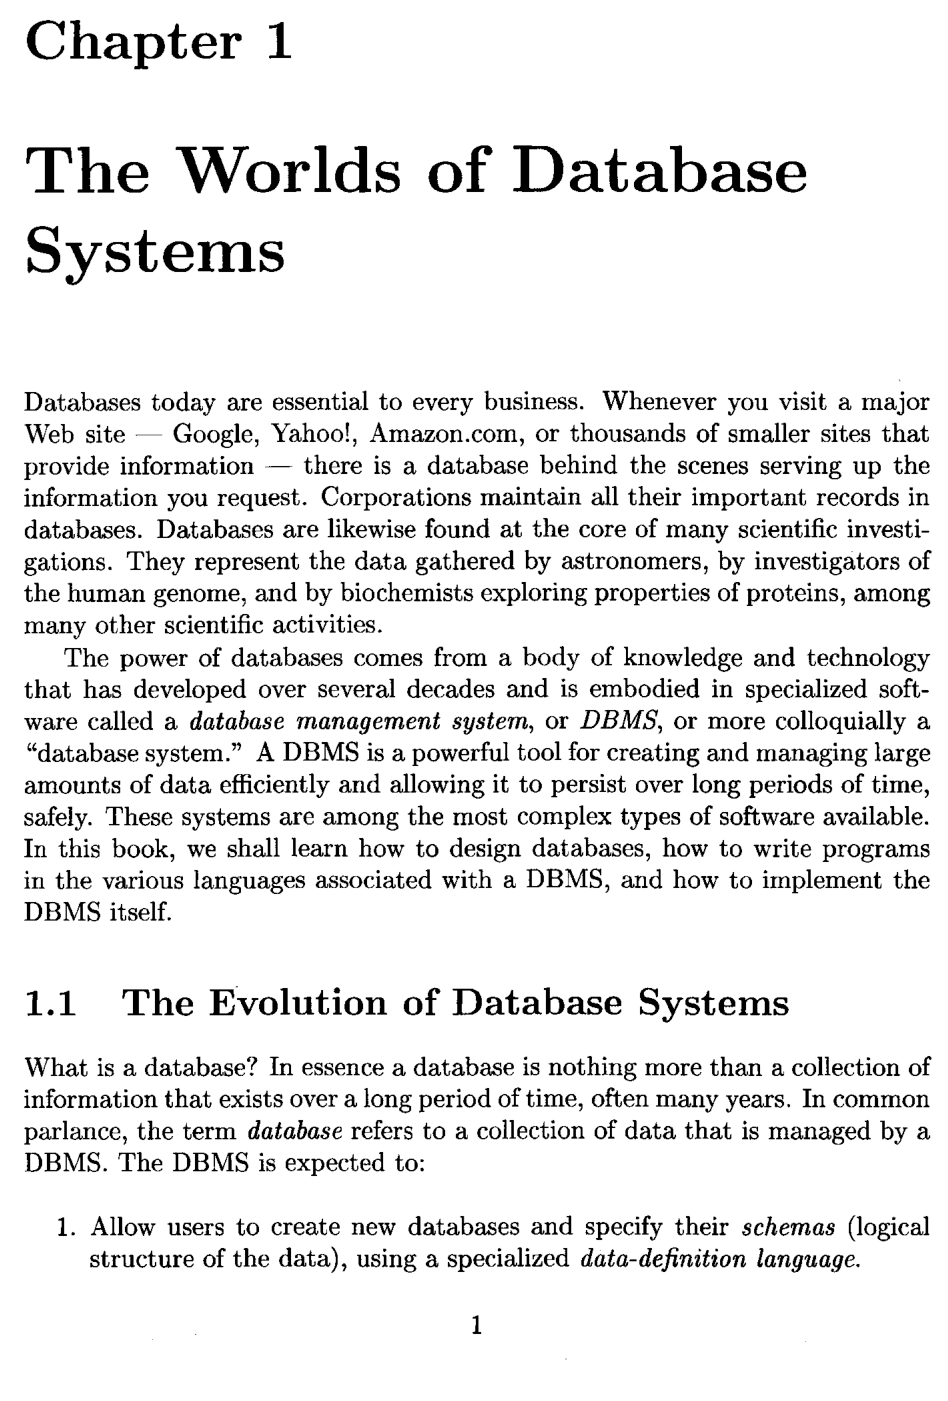 Chapter 1
The Worlds of Database
Systems
Databases today are essential to every business. Whenever you visit a major
Web site — Google, Yahoo!, Amazon.com, or thousands of smaller sites that
provide information — there is a database behind the scenes serving up the
information you request. Corporations maintain all their important records in
databases. Databases are likewise found at the core of many scientific investi-
gations. They represent the data gathered by astronomers, by investigators of
the human genome, and by biochemists exploring properties of proteins, among
many other scientific activities.
The power of databases comes from a body of knowledge and technology
that has developed over several decades and is embodied in specialized soft-
ware called a database management system, or DBMS, or more colloquially a
“database system.” A DBMS is a powerful tool for creating and managing large
amounts of data efficiently and allowing it to persist over long periods of time,
safely. These systems are among the most complex types of software available.
In this book, we shall learn how to design databases, how to write programs
in the various languages associated with a DBMS, and how to implement the
DBMS itself.
1.1 The Evolution of Database Systems
What is a database? In essence a database is nothing more than a collection of
information that exists over a long period of time, often many years. In common
parlance, the term database refers to a collection of data that is managed by a
DBMS. The DBMS is expected to:
1. Allow users to create new databases and specify their schemas (logical
structure of the data), using a specialized data-definition language.
1